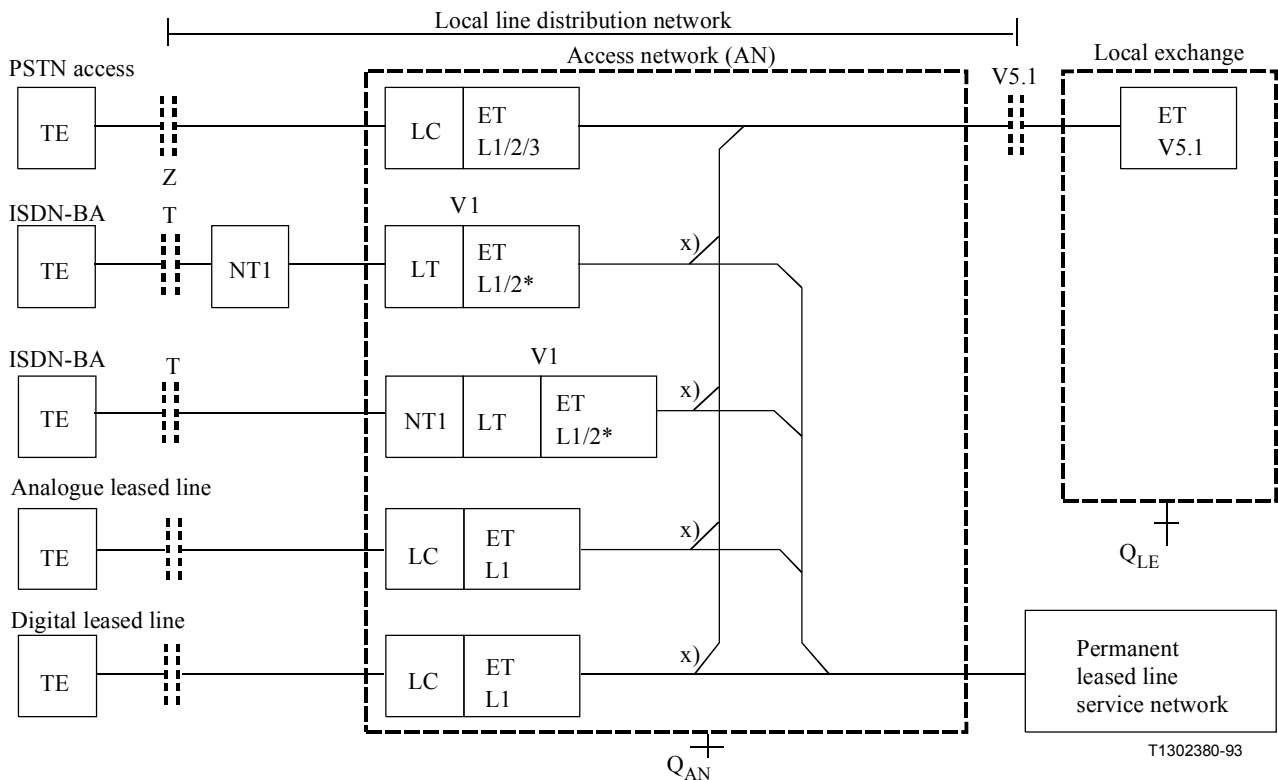 Local line distribution network
Access network (AN)
Local exchange
PSTN access
V5.1
TE
LC
ET
L1/2/3
ET
V5.1
Z
ISDN-BA
T
V1
TE
NT1
LT
ET
L1/2*
x)
ISDN-BA
T
V1
TE
NT1
LT
ET
L1/2*
x)
Analogue leased line
TE
LC
ET
L1
x)
QLE
Digital leased line
TE
LC
ET
L1
x)
Permanent
leased line
service network
QAN
T1302380-93